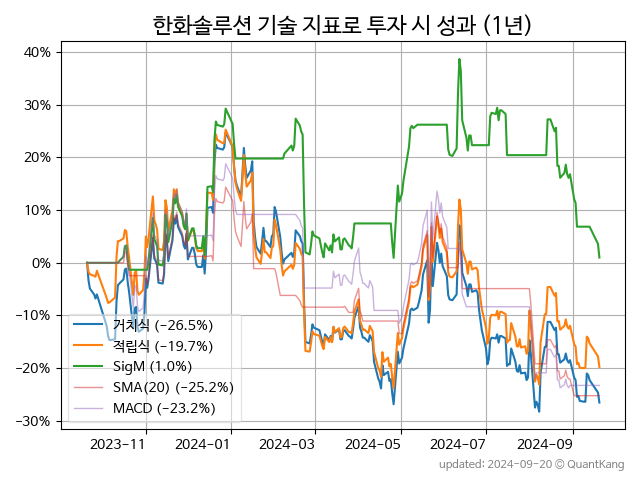 한화솔루션 기술 지표로 투자 시 성과 (1년)
40%
30%
20%
10%
0%
−10%
−20%
−30%
거치식 (−26.5%)
적립식 (−19.7%)
SigM (1.0%)
SMA(20) (−25.2%)
MACD (−23.2%)
2023−11 2024−01 2024−03 2024−05 2024−07 2024−09
updated: 2024−09−20 © QuantKang